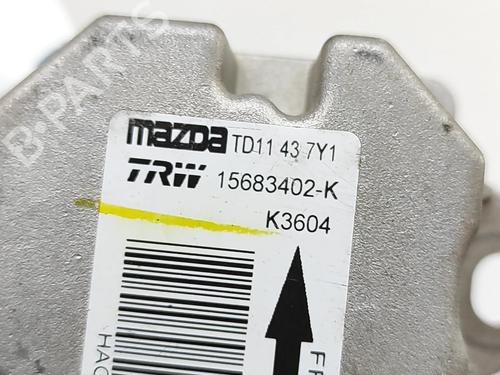 mazda TD11 43 7Y1
TRW 15683402-K
K3604
B-PARTS